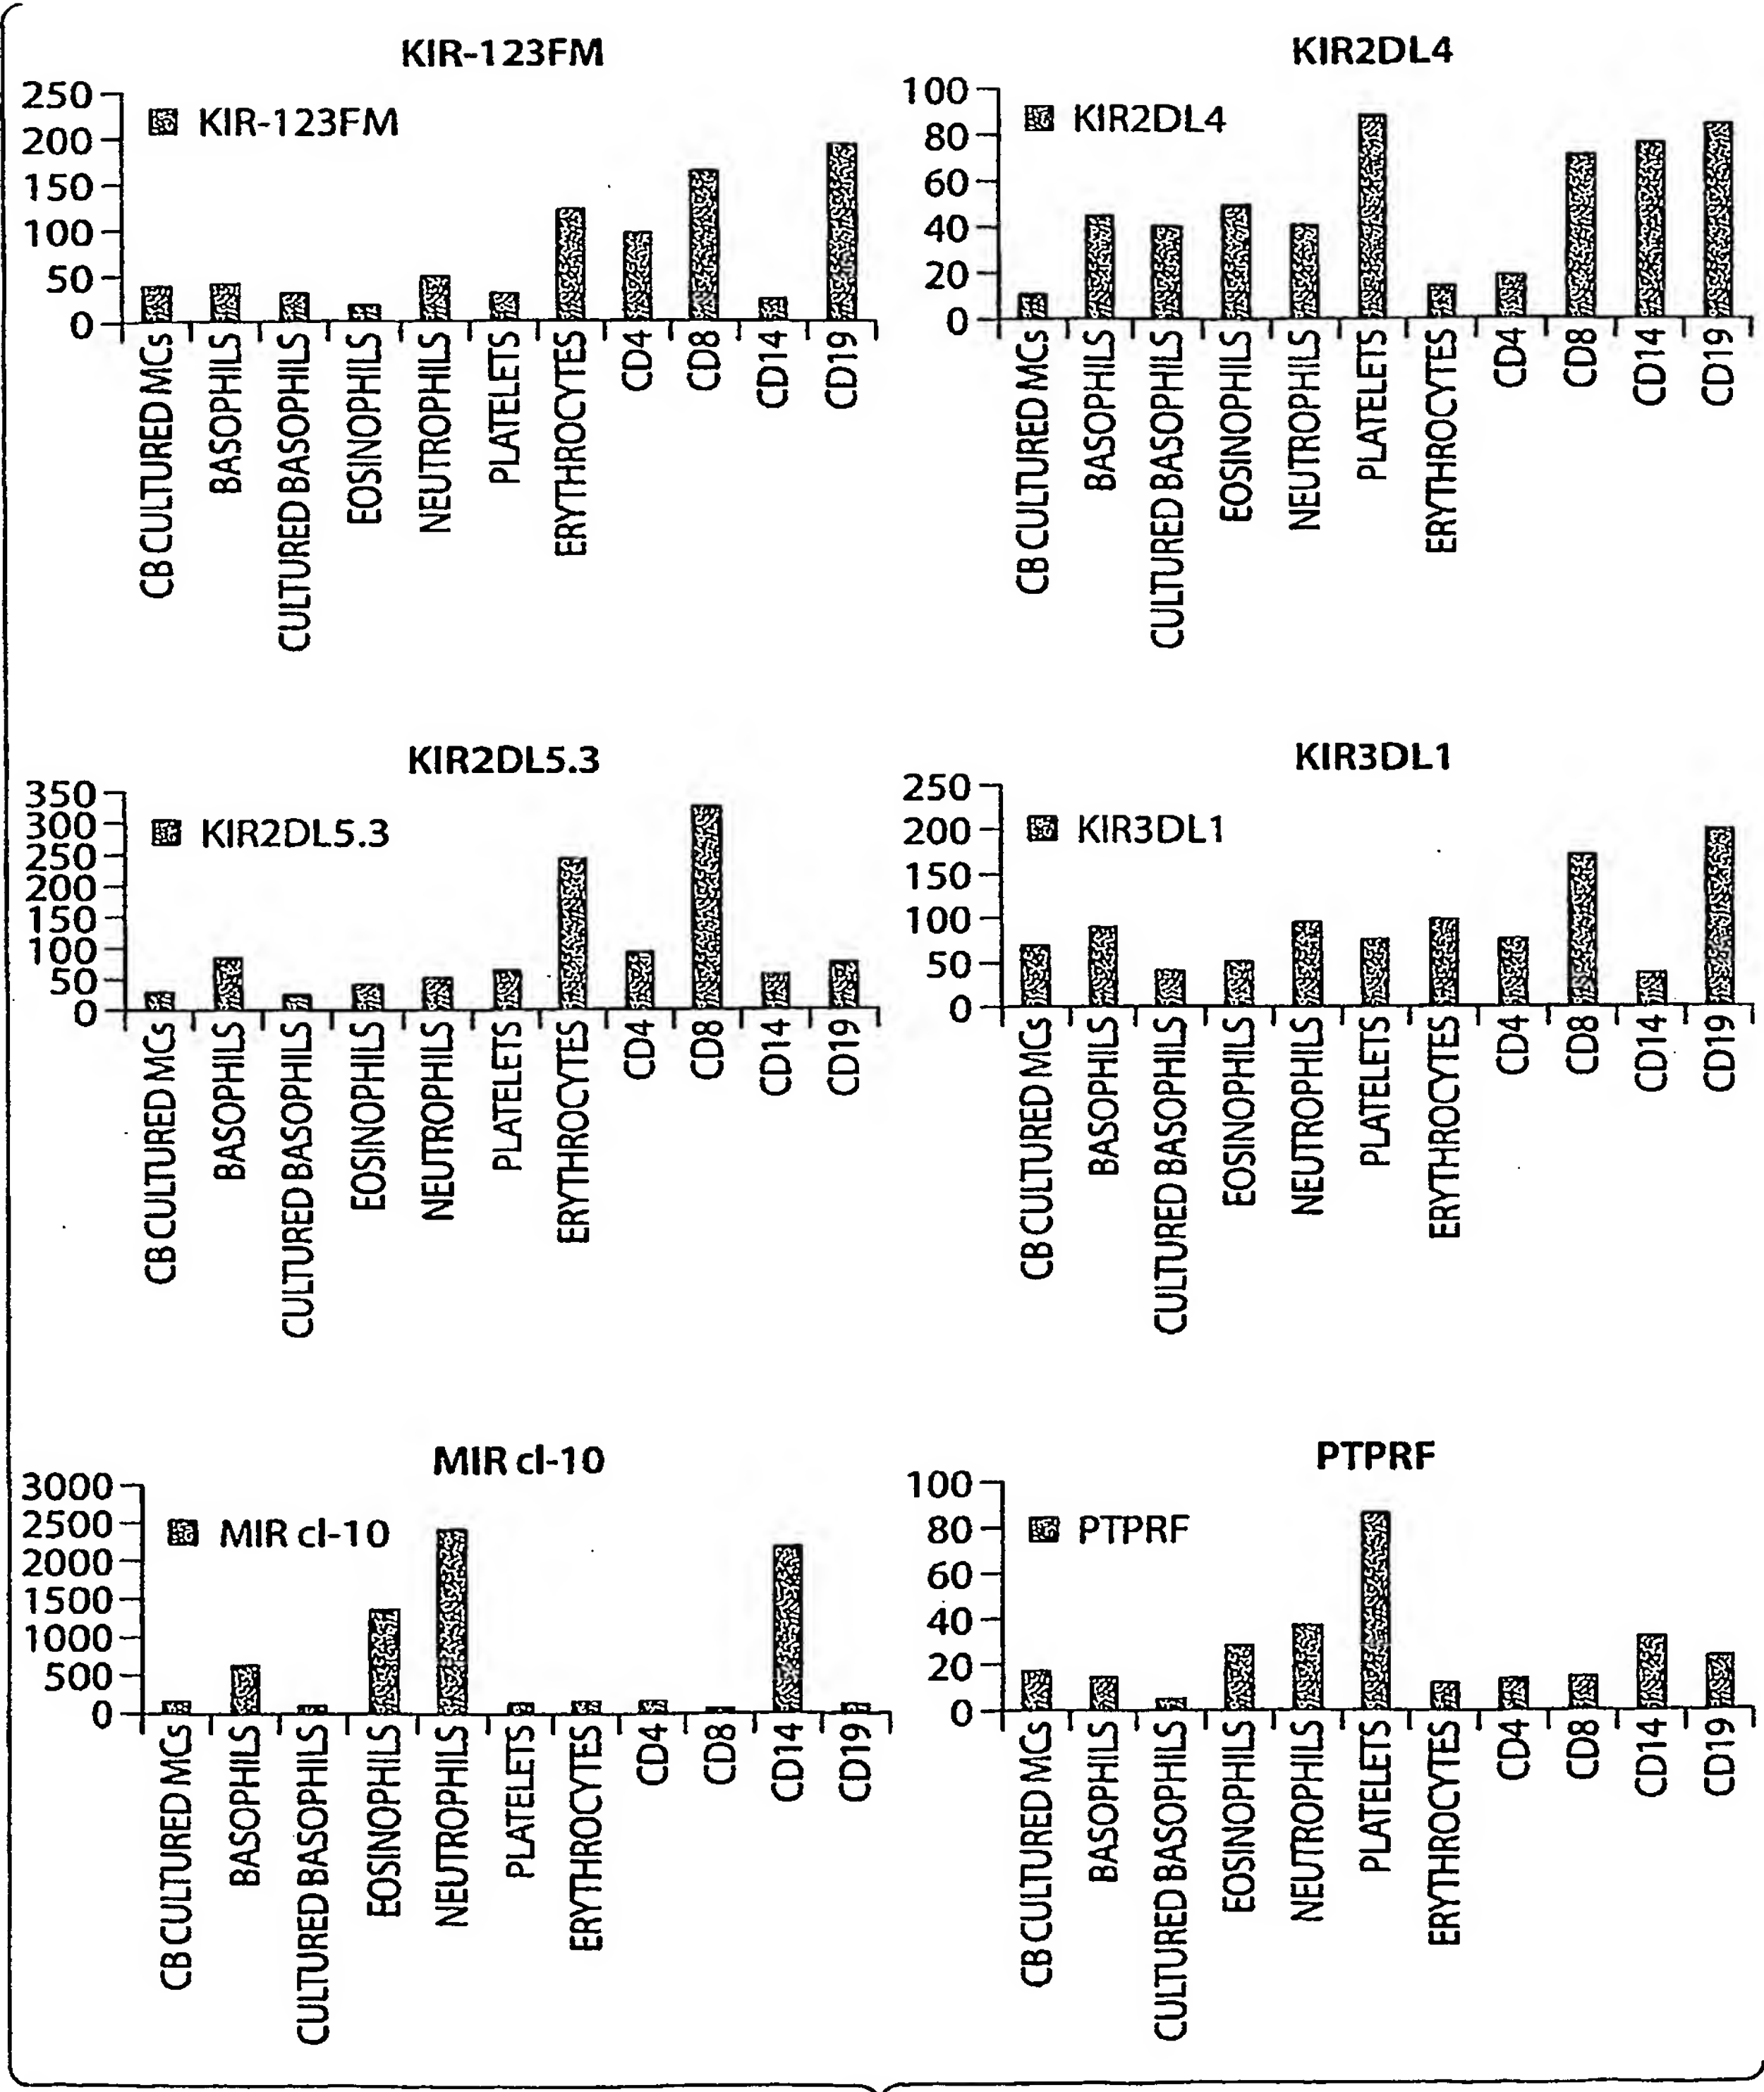 KIR-123FM
250
200
150
100
50
0
KIR-123FM
CB CULTURED MCs
BASOPHILS
CULTURED BASOPHILS
EOSINOPHILS
NEUTROPHILS
PLATELETS
ERYTHROCYTES
CD4
CD8
CD14
CD19
KIR2DL4
100
80
60
40
20
0
KIR2DL4
CB CULTURED MCs
BASOPHILS
CULTURED BASOPHILS
EOSINOPHILS
NEUTROPHILS
PLATELETS
ERYTHROCYTES
CD4
CD8
CD14
CD19
KIR2DL5.3
350
300
250
200
150
100
50
0
KIR2DL5.3
CB CULTURED MCs
BASOPHILS
CULTURED BASOPHILS
EOSINOPHILS
NEUTROPHILS
PLATELETS
ERYTHROCYTES
CD4
CD8
CD14
CD19
KIR3DL1
250
200
150
100
50
0
KIR3DL1
CB CULTURED MCs
BASOPHILS
CULTURED BASOPHILS
EOSINOPHILS
NEUTROPHILS
PLATELETS
ERYTHROCYTES
CD4
CD8
CD14
CD19
MIR cl-10
3000
2500
2000
1500
1000
500
0
MIR cl-10
CB CULTURED MCs
BASOPHILS
CULTURED BASOPHILS
EOSINOPHILS
NEUTROPHILS
PLATELETS
ERYTHROCYTES
CD4
CD8
CD14
CD19
PTPRF
100
80
60
40
20
0
PTPRF
CB CULTURED MCs
BASOPHILS
CULTURED BASOPHILS
EOSINOPHILS
NEUTROPHILS
PLATELETS
ERYTHROCYTES
CD4
CD8
CD14
CD19